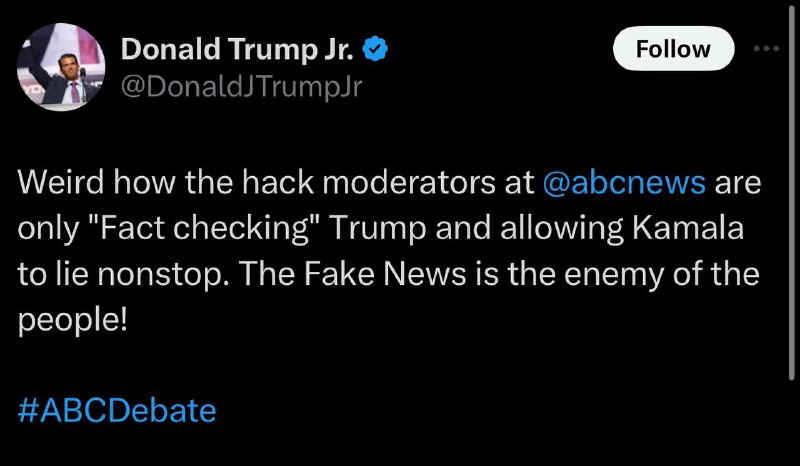 Donald Trump Jr.
Follow
@DonaldJTrumpJr
Weird how the hack moderators at @abcnews are
only "Fact checking" Trump and allowing Kamala
to lie nonstop. The Fake News is the enemy of the
people!
#ABCDebate